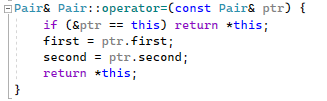 Pair& Pair::operator=(const Pair& ptr) {
    if (&ptr == this) return *this;
    first = ptr.first;
    second = ptr.second;
    return *this;
}